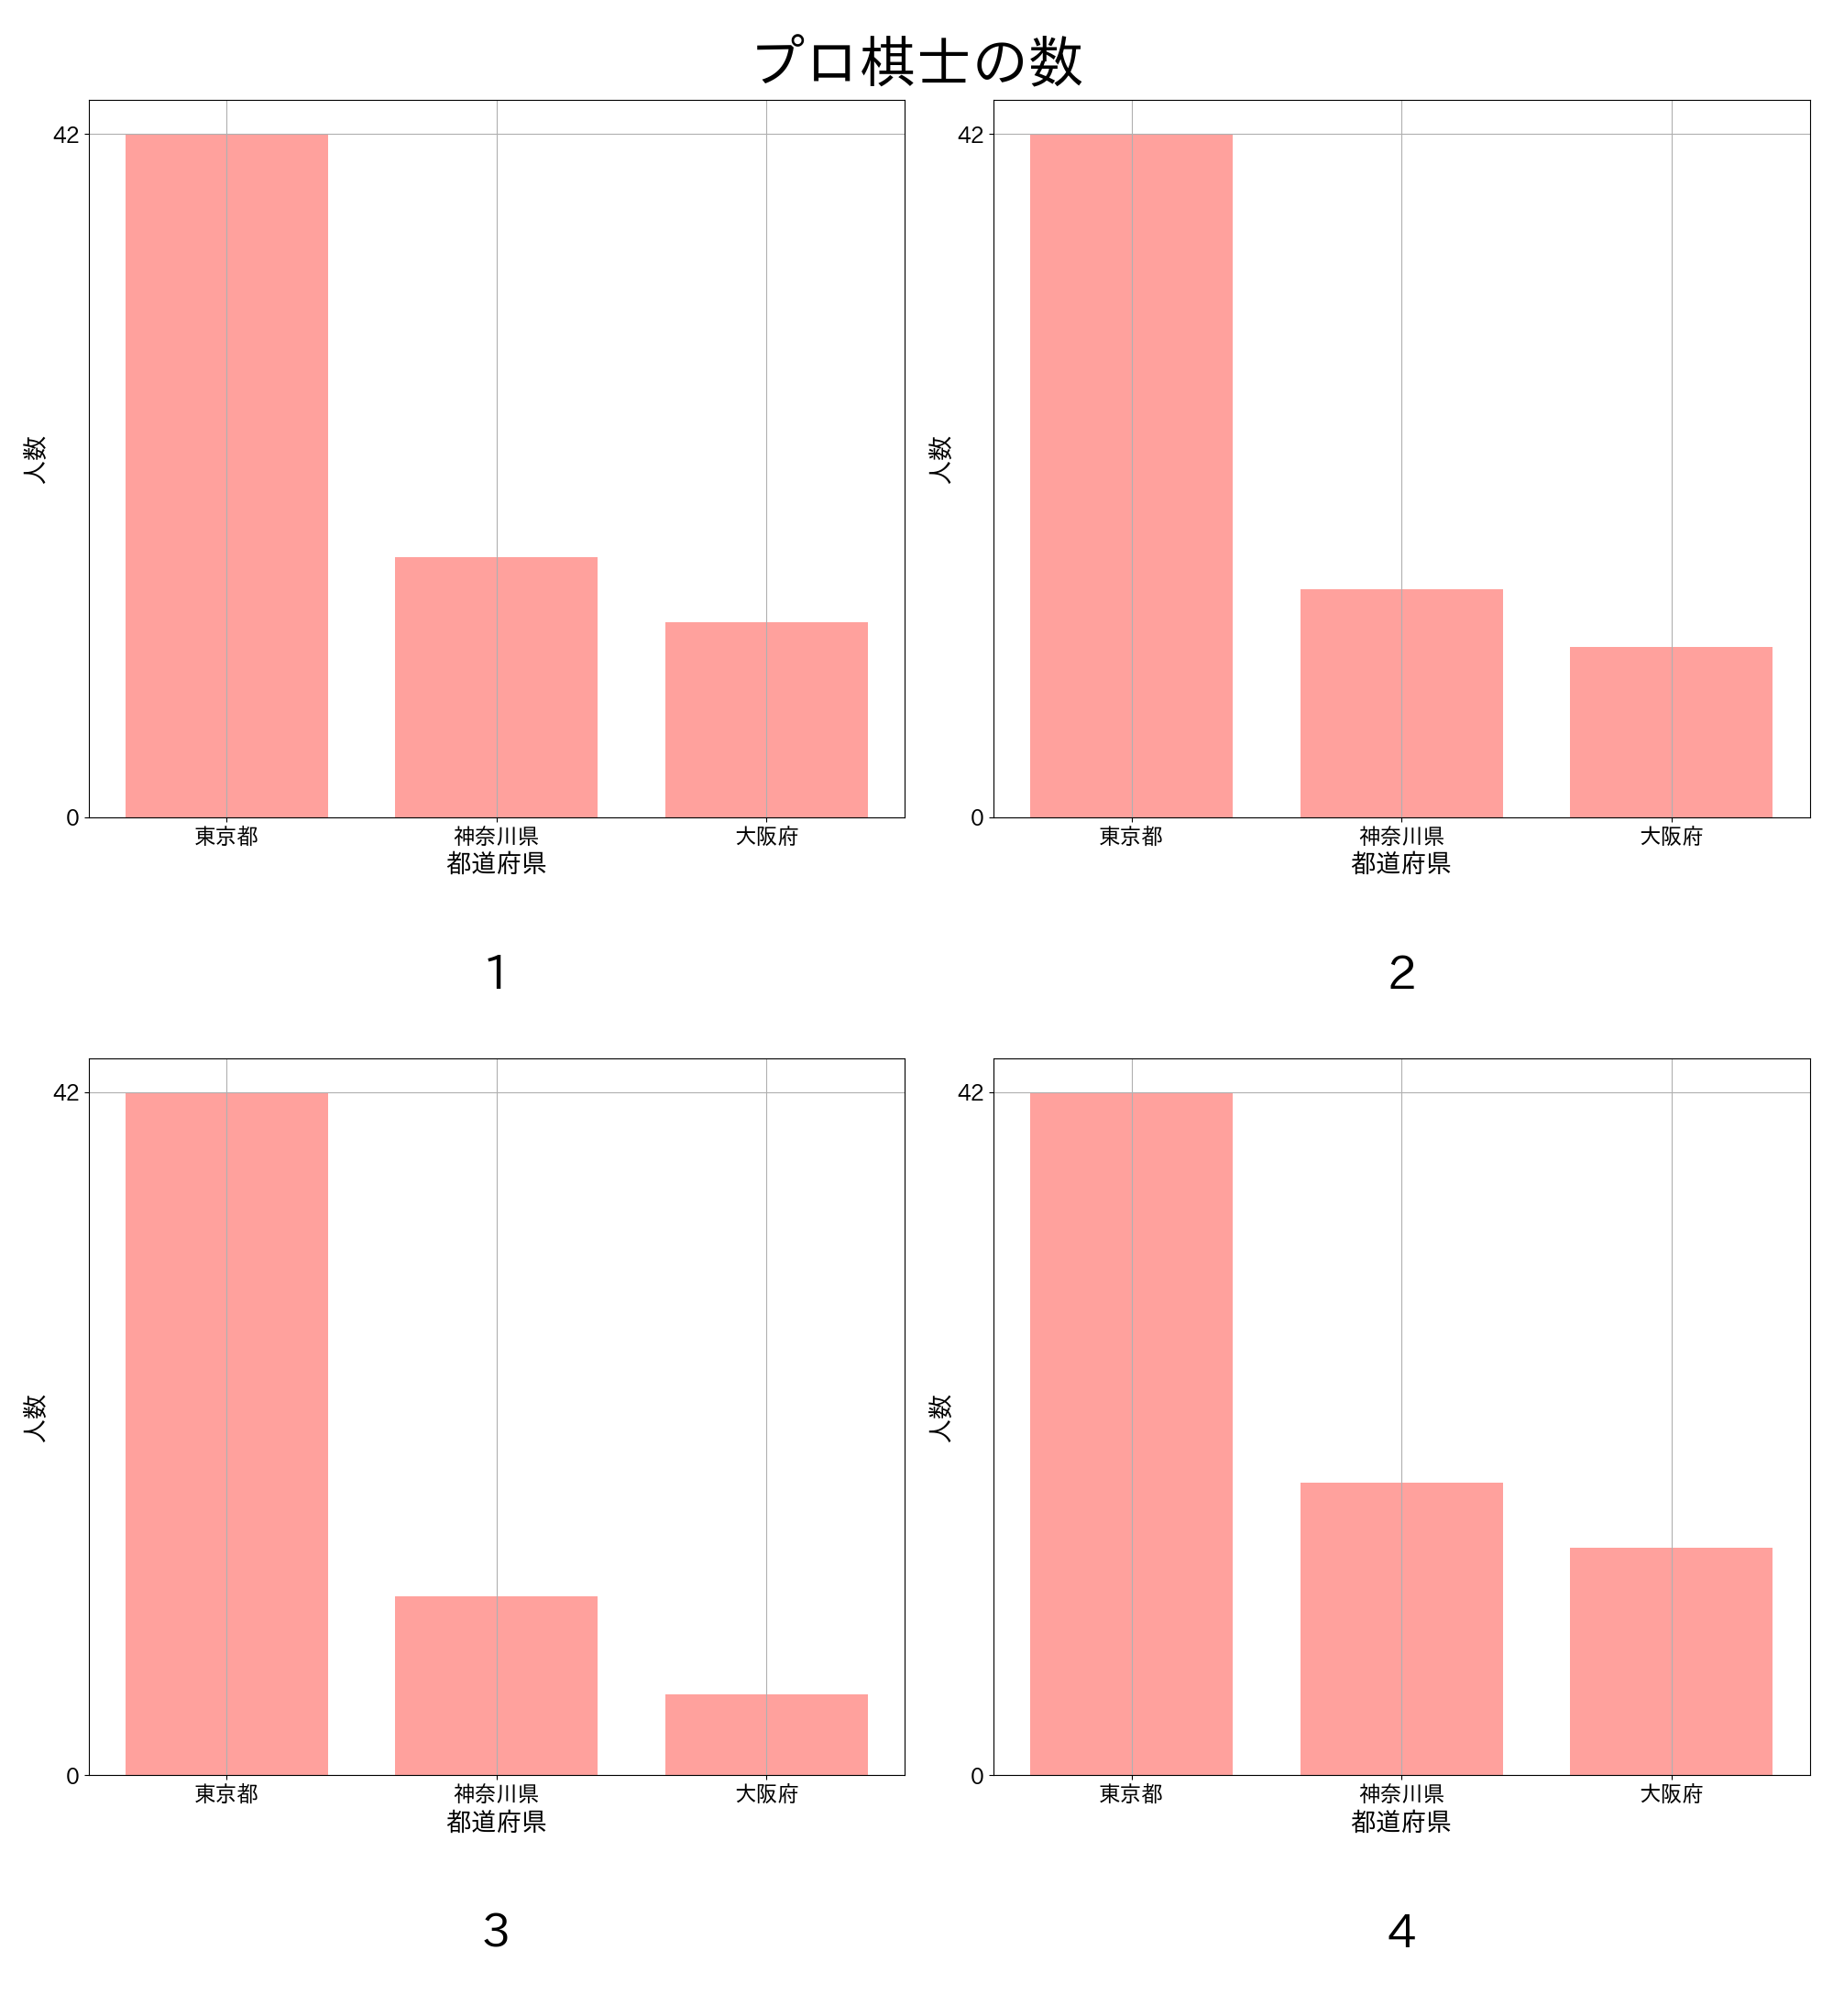 プロ棋士の数
42
0
人数
東京都 神奈川県 大阪府
都道府県
1
42
0
人数
東京都 神奈川県 大阪府
都道府県
2
42
0
人数
東京都 神奈川県 大阪府
都道府県
3
42
0
人数
東京都 神奈川県 大阪府
都道府県
4